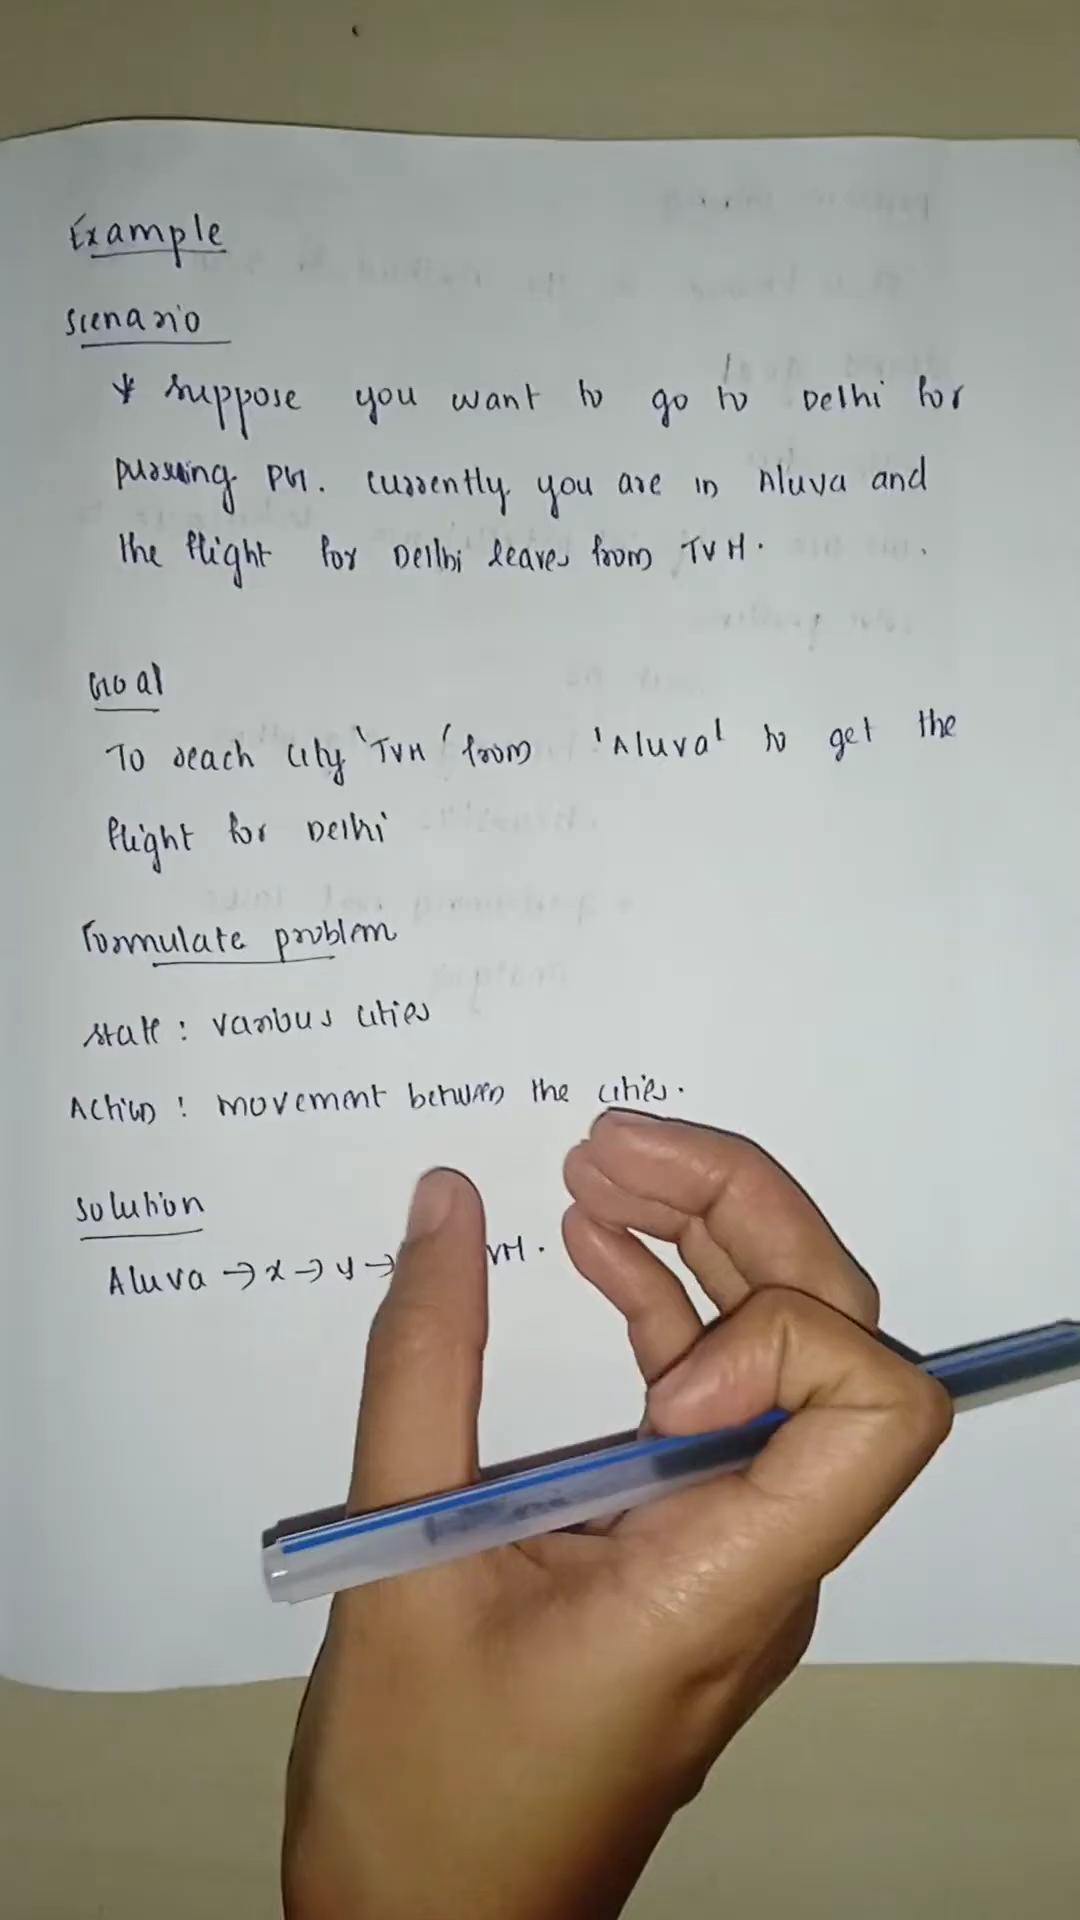 Example
Scenario
* Suppose you want to go to Delhi for
pursuing PG. Currently you are in Aluva and
the flight for Delhi leaves from TVM.
Goal
To reach city 'TVM' from 'Aluva' to get the
flight for Delhi
Formulate problem
State : various cities
Action : movement between the cities.
Solution
Aluva → x → y → VM.